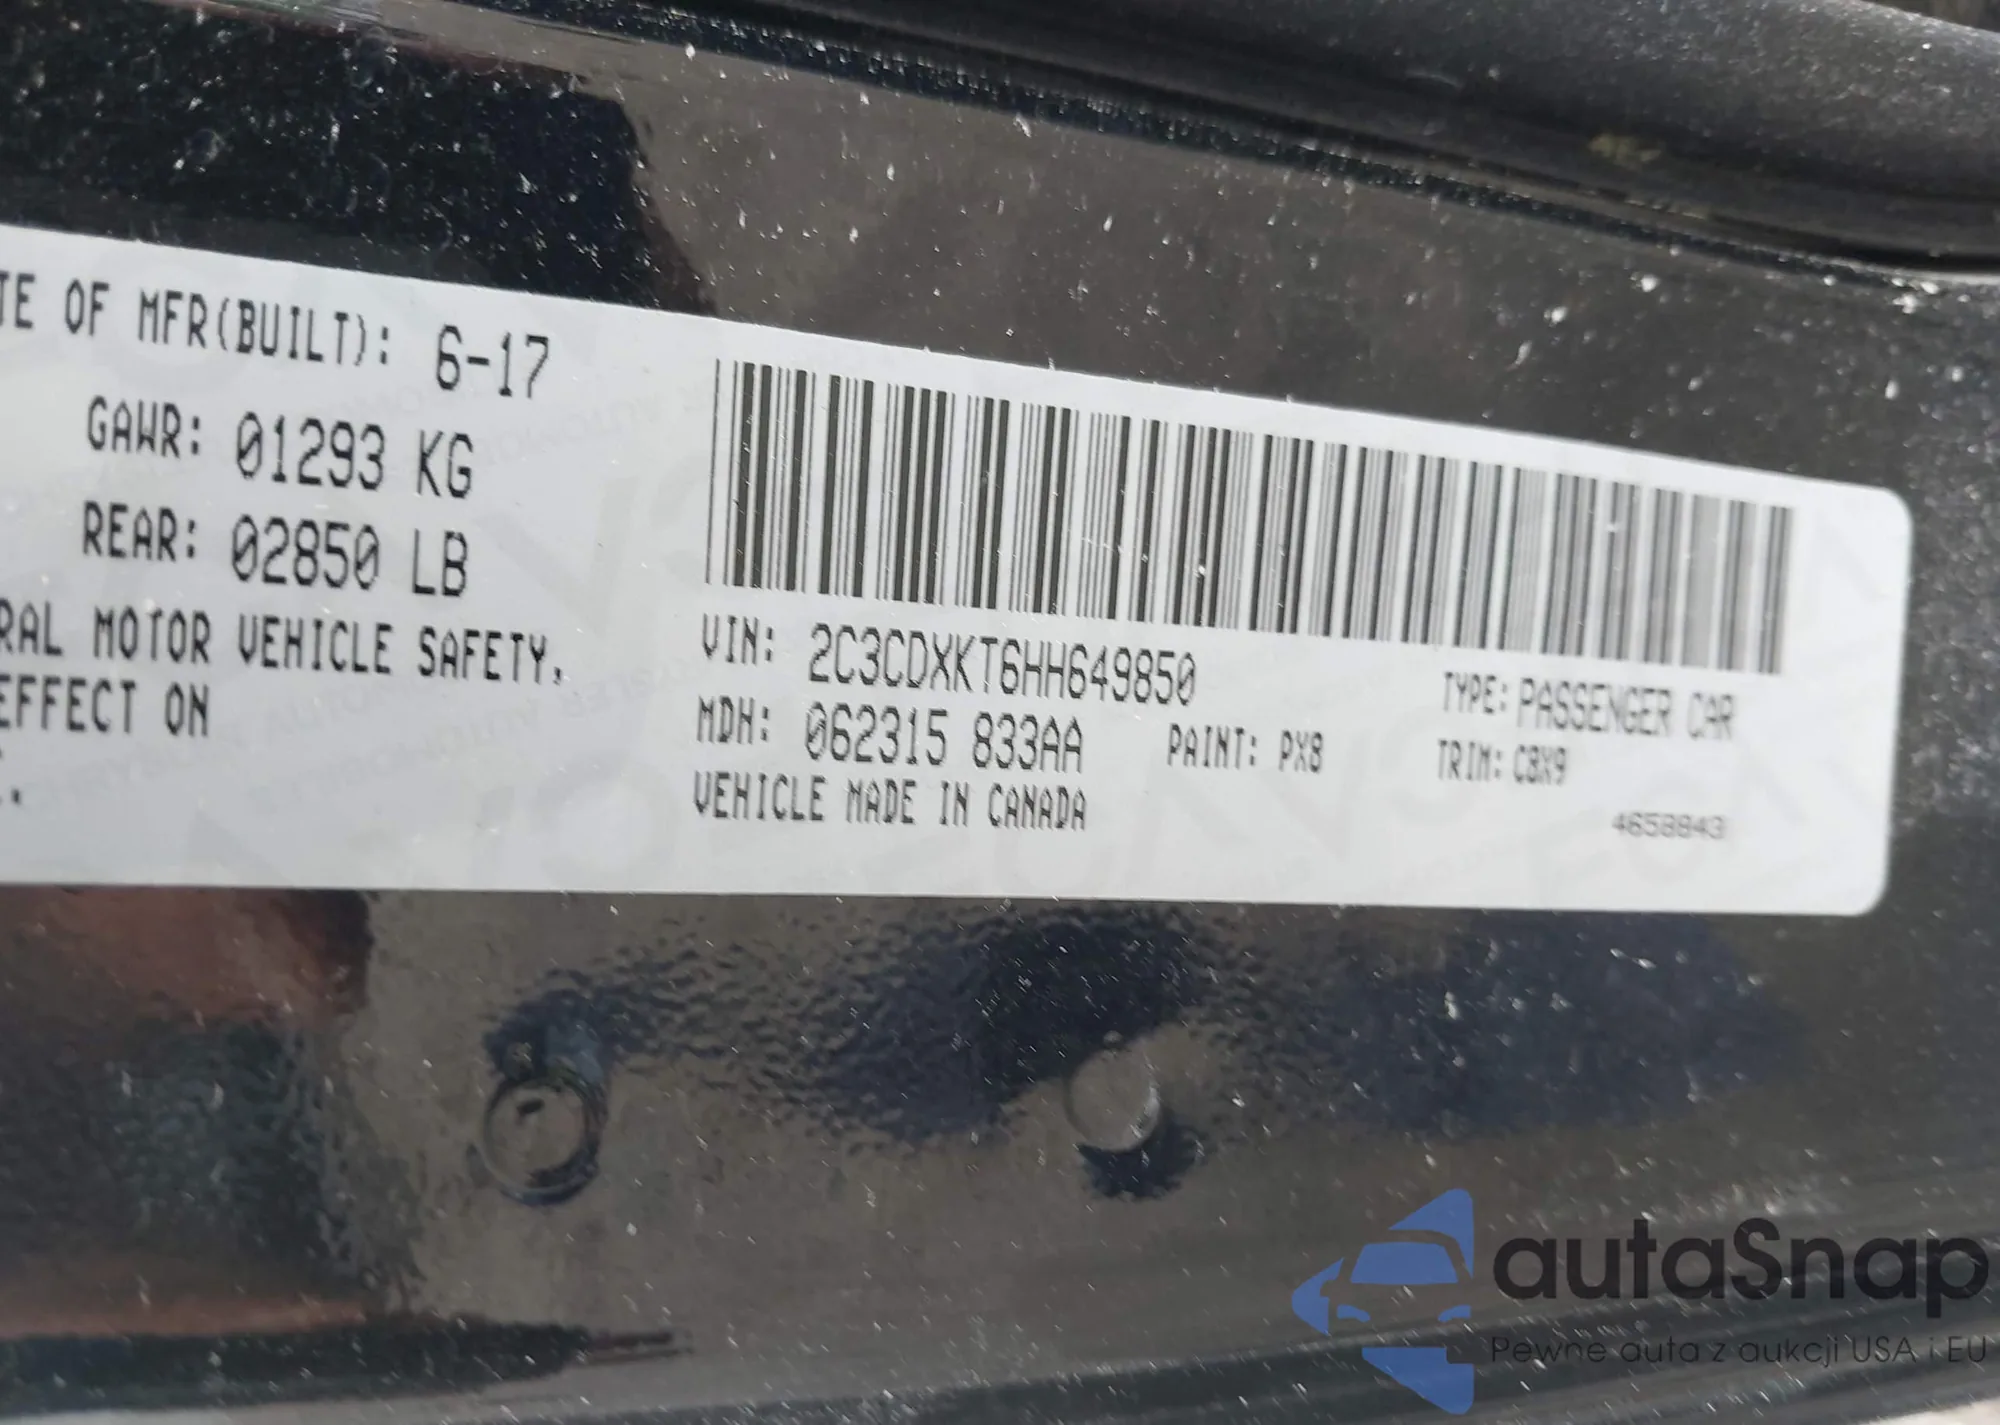 TE OF MFR(BUILT): 6-17
GAWR: 01293 KG
REAR: 02850 LB
RAL MOTOR VEHICLE SAFETY,
EFFECT ON
VIN: 2C3CDXKT6HH649850
TYPE: PASSENGER CAR
MDH: 062315 833AA
PAINT: PX8
TRIM: C8X9
VEHICLE MADE IN CANADA
4658843
autaSnap
Pewne auta z aukcji USA i EU